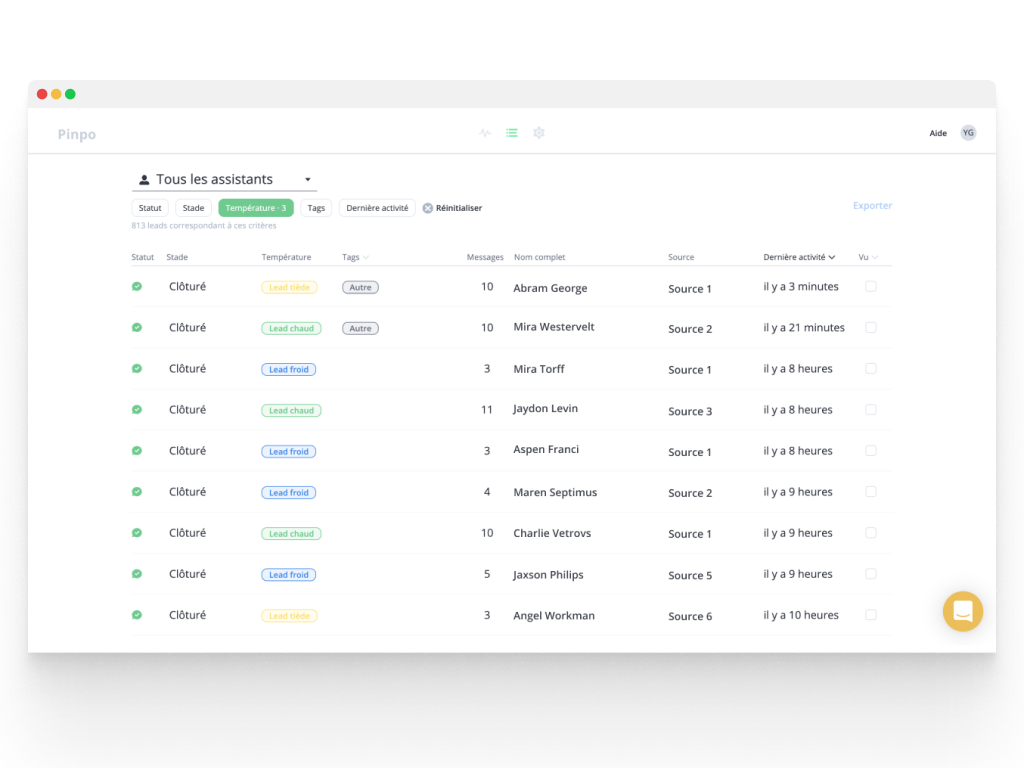 Pinpo
Aide YG
Tous les assistants
Statut Stade Température · 3 Tags Dernière activité Réinitialiser Exporter
813 leads correspondant à ces critères
Statut Stade Température Tags Messages Nom complet Source Dernière activité Vu
Clôturé Lead tiède Autre 10 Abram George Source 1 il y a 3 minutes
Clôturé Lead chaud Autre 10 Mira Westervelt Source 2 il y a 21 minutes
Clôturé Lead froid 3 Mira Torff Source 1 il y a 8 heures
Clôturé Lead chaud 11 Jaydon Levin Source 3 il y a 8 heures
Clôturé Lead froid 3 Aspen Franci Source 1 il y a 8 heures
Clôturé Lead froid 4 Maren Septimus Source 2 il y a 9 heures
Clôturé Lead chaud 10 Charlie Vetrovs Source 1 il y a 9 heures
Clôturé Lead froid 5 Jaxson Philips Source 5 il y a 9 heures
Clôturé Lead tiède 3 Angel Workman Source 6 il y a 10 heures